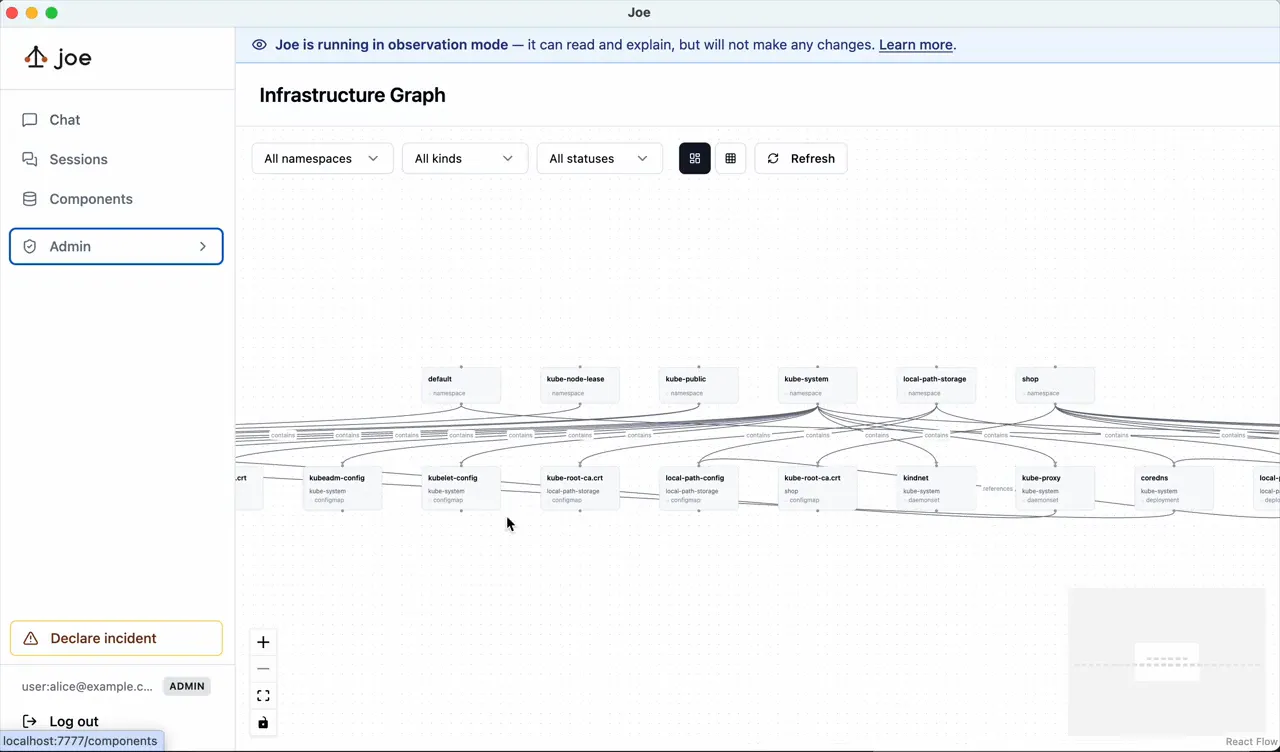 Joe
joe
Joe is running in observation mode — it can read and explain, but will not make any changes. Learn more.
Chat
Sessions
Components
Admin
Infrastructure Graph
All namespaces
All kinds
All statuses
Refresh
default
namespace
kube-node-lease
namespace
kube-public
namespace
kube-system
namespace
local-path-storage
namespace
shop
namespace
contains contains contains contains contains contains contains contains contains contains contains contains contains contains
.crt
kubeadm-config
kube-system
configmap
kubelet-config
kube-system
configmap
kube-root-ca.crt
local-path-storage
configmap
local-path-config
local-path-storage
configmap
kube-root-ca.crt
shop
configmap
kindnet
kube-system
daemonset
references
kube-proxy
kube-system
daemonset
coredns
kube-system
deployment
local-p
local-path
deplo
Declare incident
user:alice@example.c... ADMIN
Log out
localhost:7777/components
React Flow